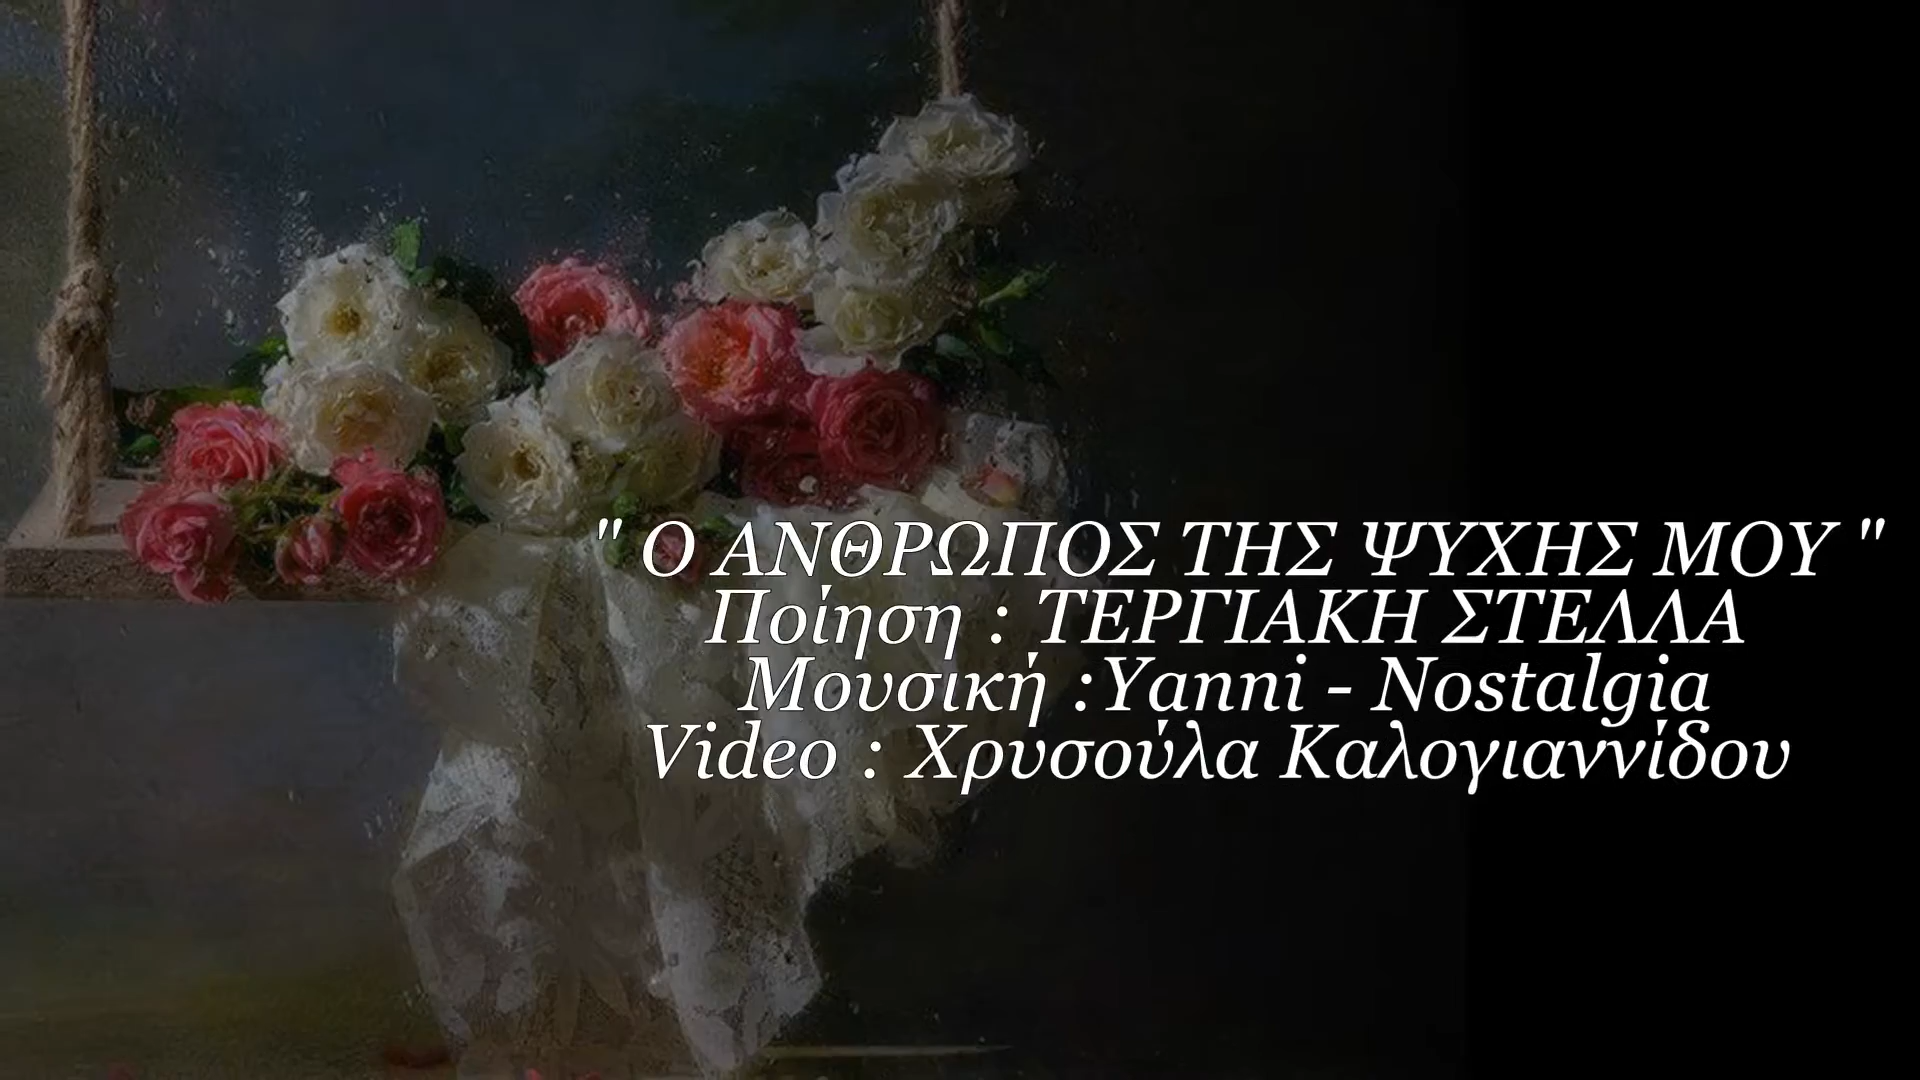 " Ο ΑΝΘΡΩΠΟΣ ΤΗΣ ΨΥΧΗΣ ΜΟΥ "
Ποίηση : ΤΕΡΓΙΑΚΗ ΣΤΕΛΛΑ
Μουσική :Yanni - Nostalgia
Video : Χρυσούλα Καλογιαννίδου